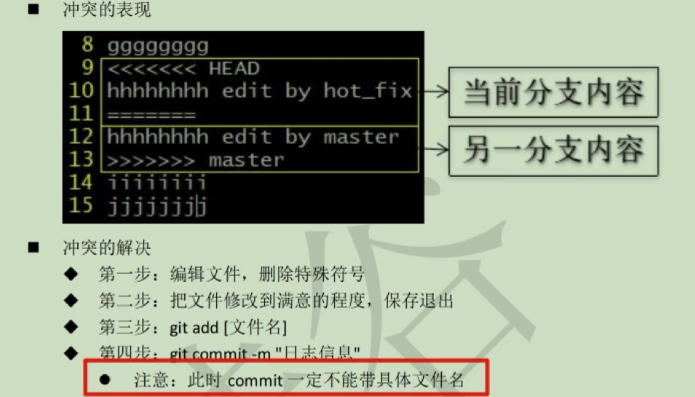 ■ 冲突的表现
8 gggggggg
9 <<<<<<< HEAD
10 hhhhhhhh edit by hot_fix
11 =======
当前分支内容
12 hhhhhhhh edit by master
13 >>>>>>> master
另一分支内容
14 iiiiiiii
15 jjjjjjjj
■ 冲突的解决
◆ 第一步：编辑文件，删除特殊符号
◆ 第二步：把文件修改到满意的程度，保存退出
◆ 第三步：git add [文件名]
◆ 第四步：git commit -m "日志信息"
● 注意：此时 commit 一定不能带具体文件名